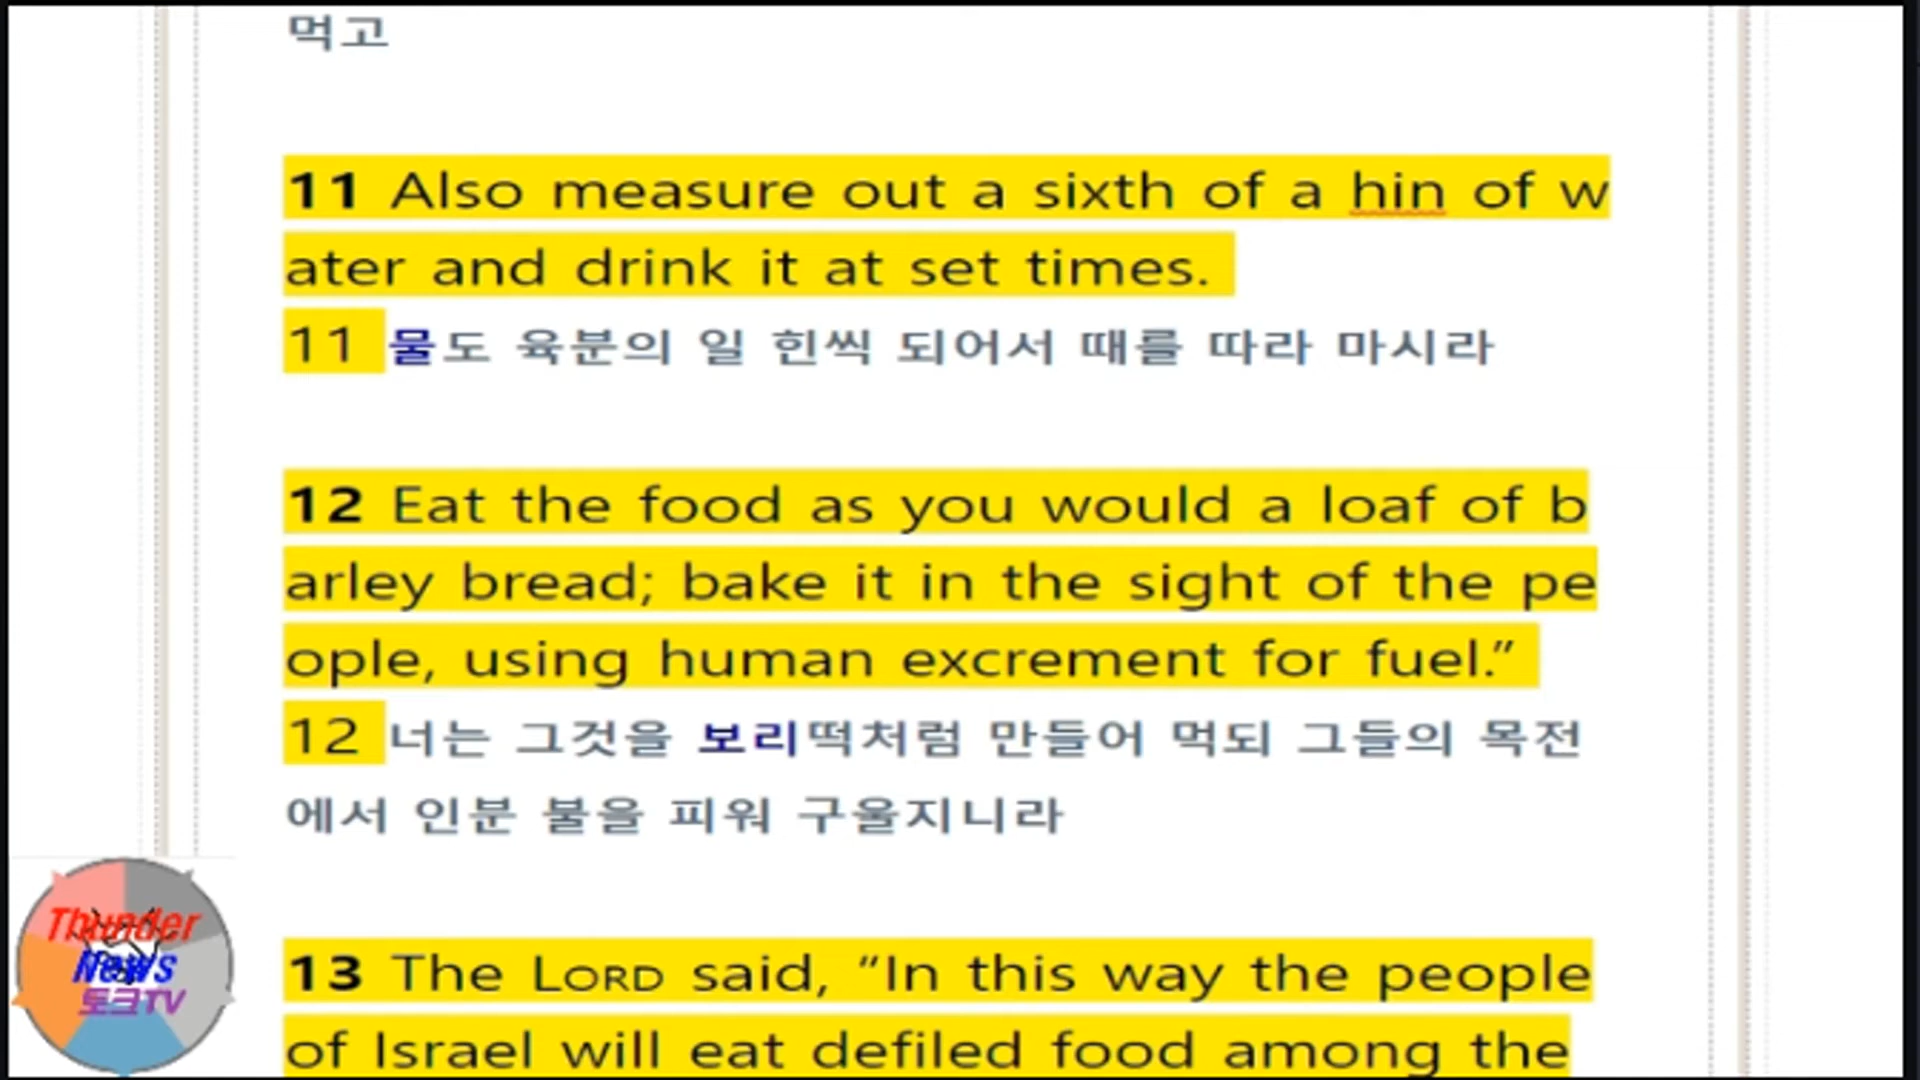 먹고
11 Also measure out a sixth of a hin of w
ater and drink it at set times.
11 물도 육분의 일 힌씩 되어서 때를 따라 마시라
12 Eat the food as you would a loaf of b
arley bread; bake it in the sight of the pe
ople, using human excrement for fuel.”
12 너는 그것을 보리떡처럼 만들어 먹되 그들의 목전
에서 인분 불을 피워 구울지니라
13 The LORD said, “In this way the people
of Israel will eat defiled food among the
Thunder
News
토크TV